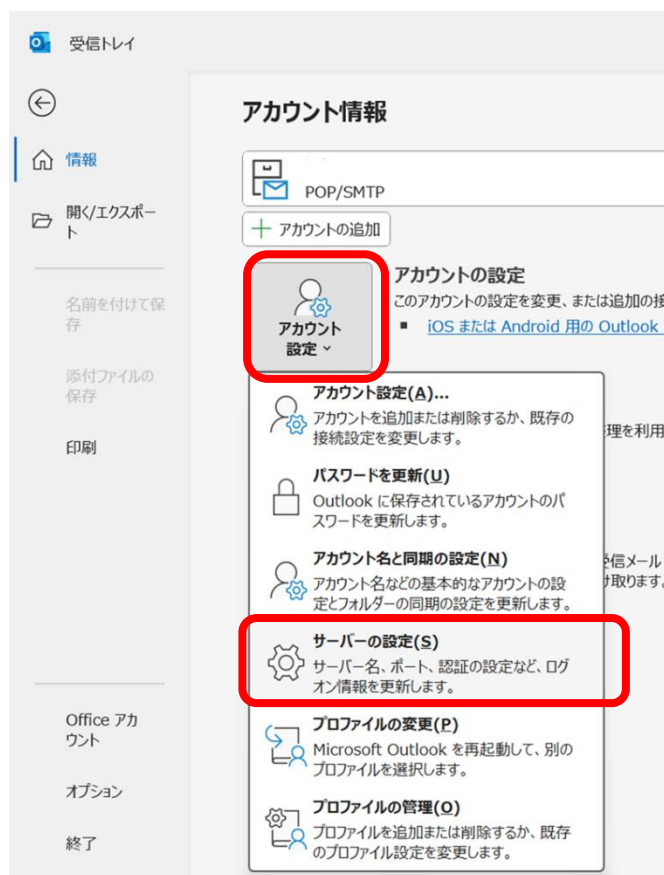 受信トレイ
アカウント情報
情報
POP/SMTP
開く/エクスポー
ト
アカウントの追加
アカウントの設定
このアカウントの設定を変更、または追加の接
iOS または Android 用の Outlook
アカウント
設定
名前を付けて保
存
添付ファイルの
保存
印刷
アカウント設定(A)...
アカウントを追加または削除するか、既存の
接続設定を変更します。
理を利用
パスワードを更新(U)
Outlook に保存されているアカウントのパ
スワードを更新します。
アカウント名と同期の設定(N)
アカウント名などの基本的なアカウントの設
定とフォルダーの同期の設定を更新します。
受信メール
け取ります。
サーバーの設定(S)
サーバー名、ポート、認証の設定など、ログ
オン情報を更新します。
プロファイルの変更(P)
Microsoft Outlook を再起動して、別の
プロファイルを選択します。
プロファイルの管理(O)
プロファイルを追加または削除するか、既存
のプロファイル設定を変更します。
Office アカ
ウント
オプション
終了